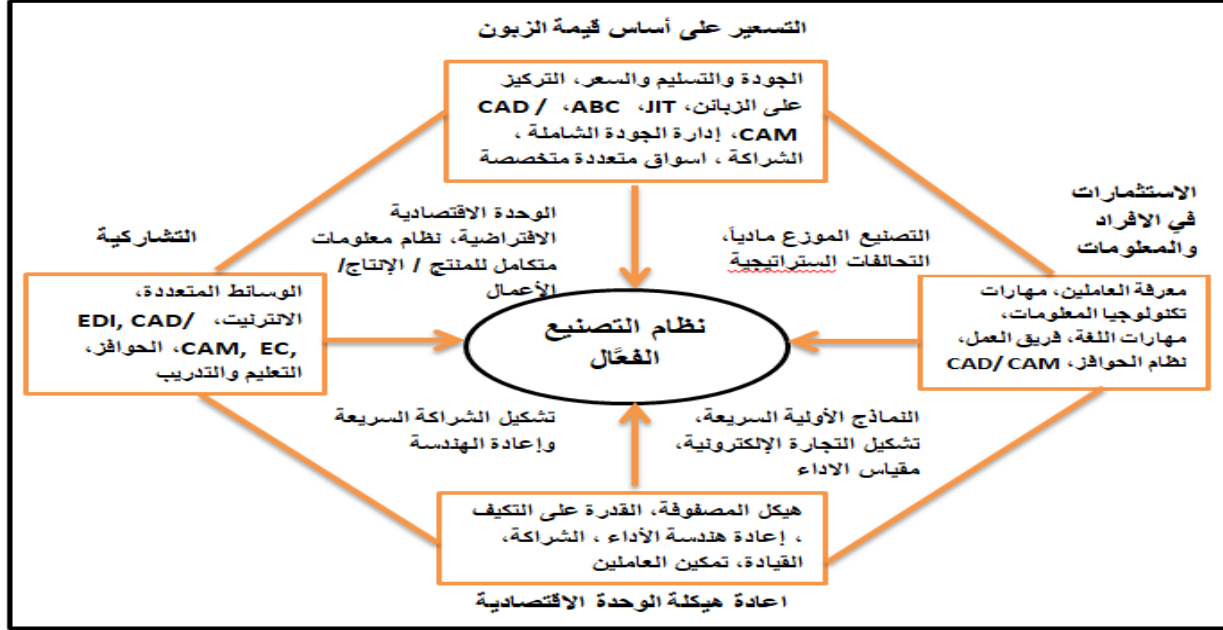 التسعير على أساس قيمة الزبون
الجودة والتسليم والسعر، التركيز
على الزبائن، JIT، ABC، CAD /
CAM، إدارة الجودة الشاملة ،
الشراكة ، اسواق متعددة متخصصة
الاستثمارات
في الافراد
والمعلومات
معرفة العاملين، مهارات
تكنولوجيا المعلومات،
مهارات اللغة، فريق العمل،
نظام الحوافز، CAD/ CAM
التصنيع الموزع مادياً،
التحالفات الستراتيجية
الوحدة الاقتصادية
الافتراضية، نظام معلومات
متكامل للمنتج / الإنتاج/
الأعمال
التشاركية
الوسائط المتعددة،
الانترنيت، EDI, CAD/
CAM, EC,، الحوافز،
التعليم والتدريب
نظام التصنيع
الفعَّال
النماذج الأولية السريعة،
تشكيل التجارة الإلكترونية،
مقياس الاداء
تشكيل الشراكة السريعة
وإعادة الهندسة
هيكل المصفوفة، القدرة على التكيف
، إعادة هندسة الأداء ، الشراكة،
القيادة، تمكين العاملين
اعادة هيكلة الوحدة الاقتصادية